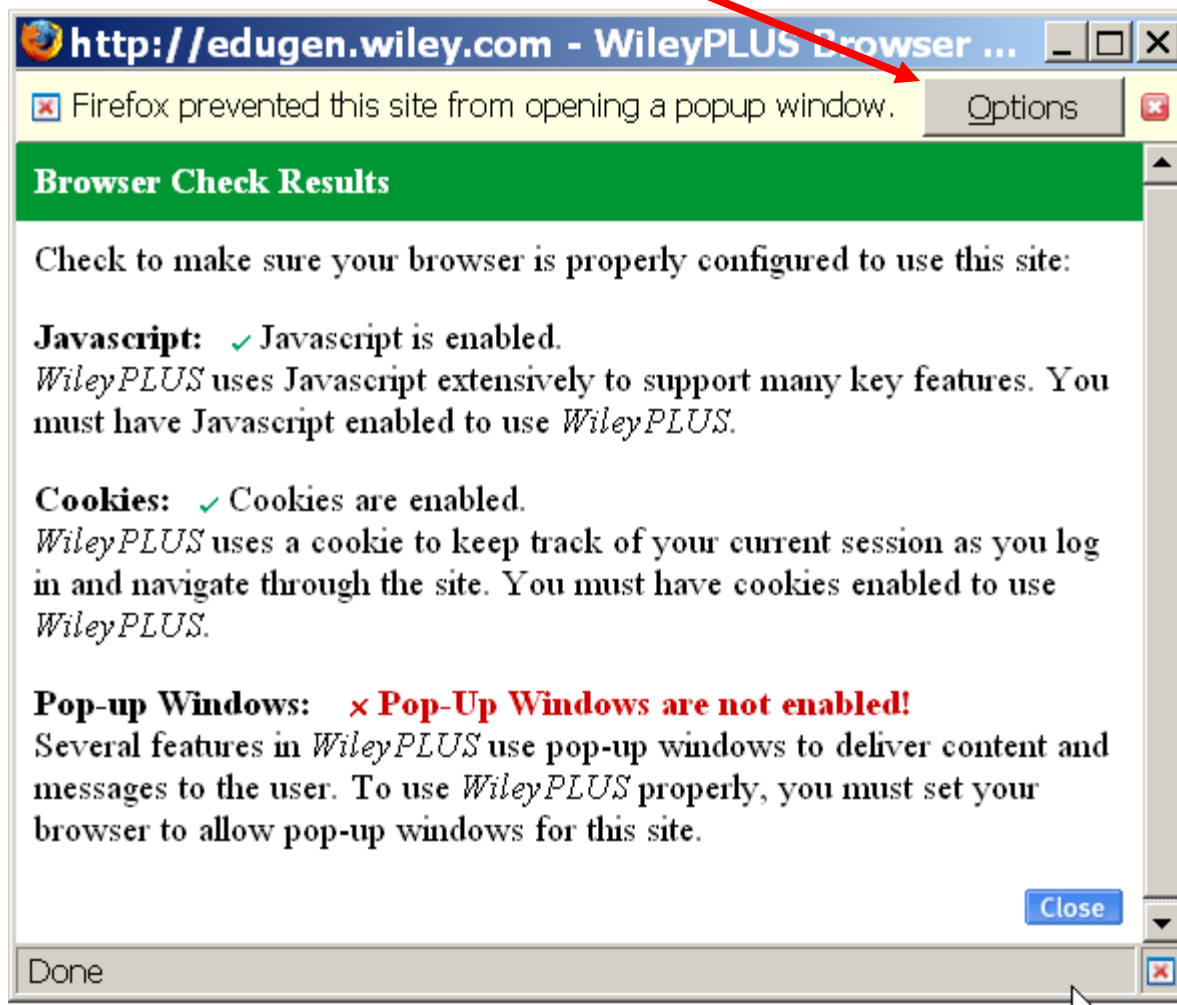 http://edugen.wiley.com - WileyPLUS Browser ...
Firefox prevented this site from opening a popup window. Options
Browser Check Results
Check to make sure your browser is properly configured to use this site:
Javascript: ✓ Javascript is enabled.
WileyPLUS uses Javascript extensively to support many key features. You
must have Javascript enabled to use WileyPLUS.
Cookies: ✓ Cookies are enabled.
WileyPLUS uses a cookie to keep track of your current session as you log
in and navigate through the site. You must have cookies enabled to use
WileyPLUS.
Pop-up Windows: × Pop-Up Windows are not enabled!
Several features in WileyPLUS use pop-up windows to deliver content and
messages to the user. To use WileyPLUS properly, you must set your
browser to allow pop-up windows for this site.
Close
Done